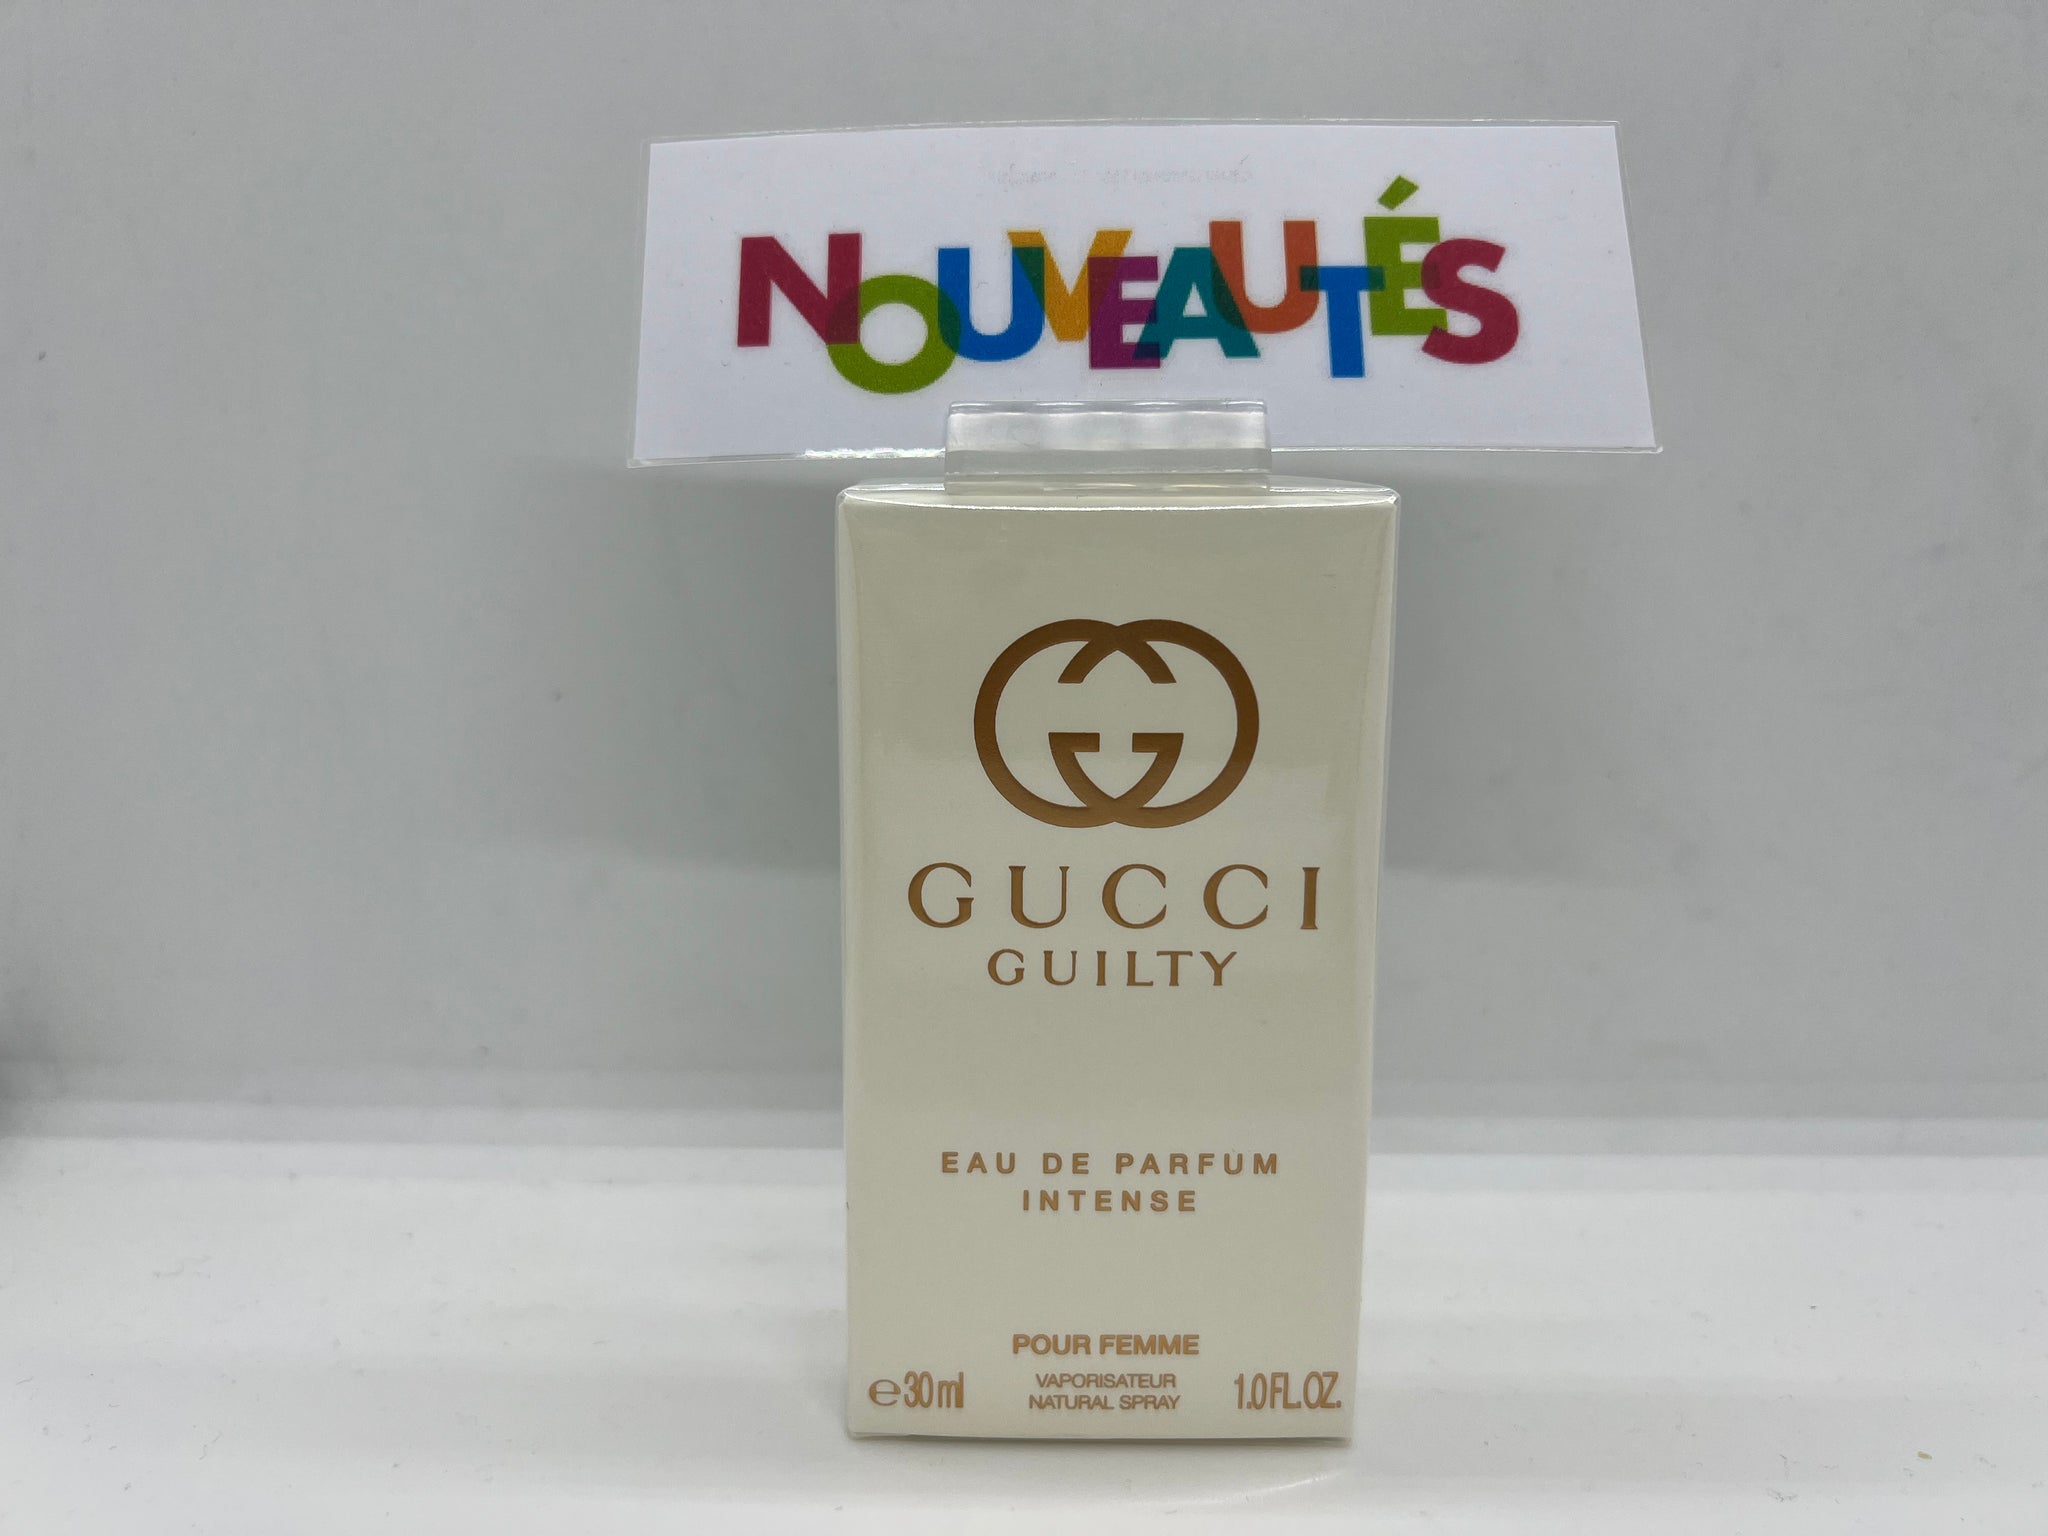 NOUVEAUTÉS
GUCCI
GUILTY
EAU DE PARFUM
INTENSE
POUR FEMME
℮30ml
VAPORISATEUR
NATURAL SPRAY
1.0FL.OZ.